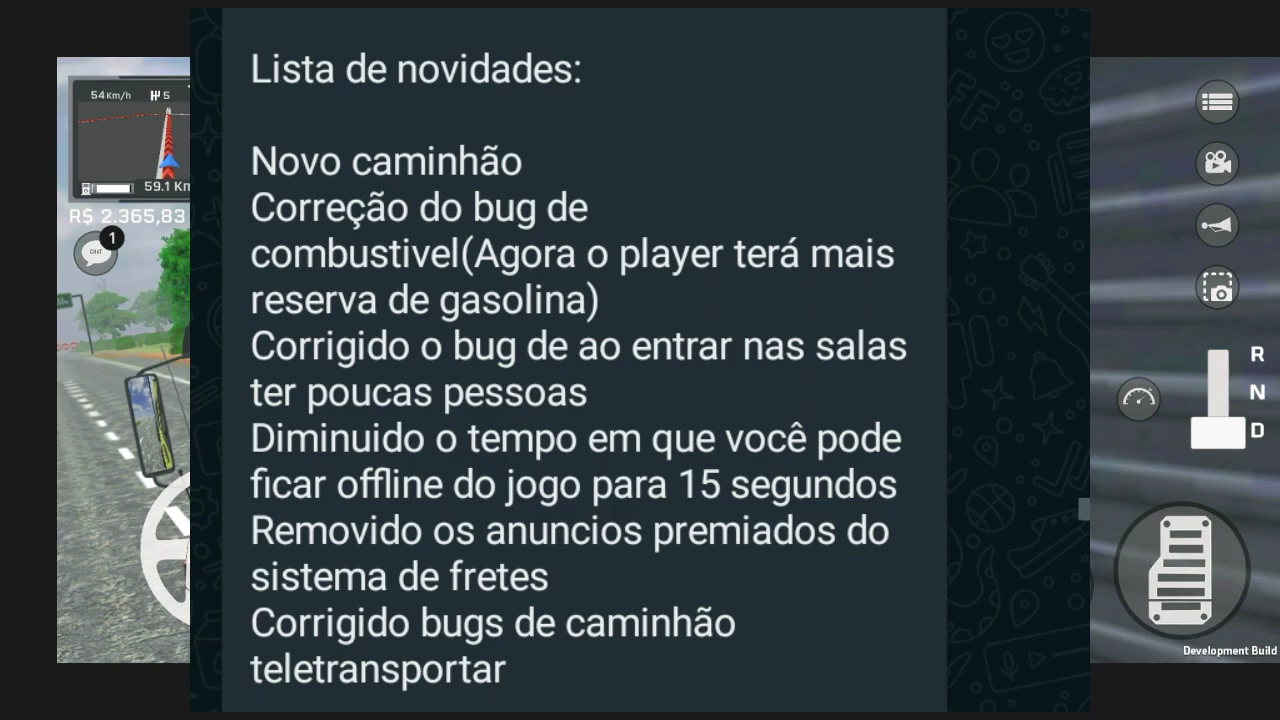 54 Km/h
5
59.1 Km
R$ 2.365,83
CHAT
1
Lista de novidades:
Novo caminhão
Correção do bug de
combustivel(Agora o player terá mais
reserva de gasolina)
Corrigido o bug de ao entrar nas salas
ter poucas pessoas
Diminuido o tempo em que você pode
ficar offline do jogo para 15 segundos
Removido os anuncios premiados do
sistema de fretes
Corrigido bugs de caminhão
teletransportar
R
N
D
Development Build